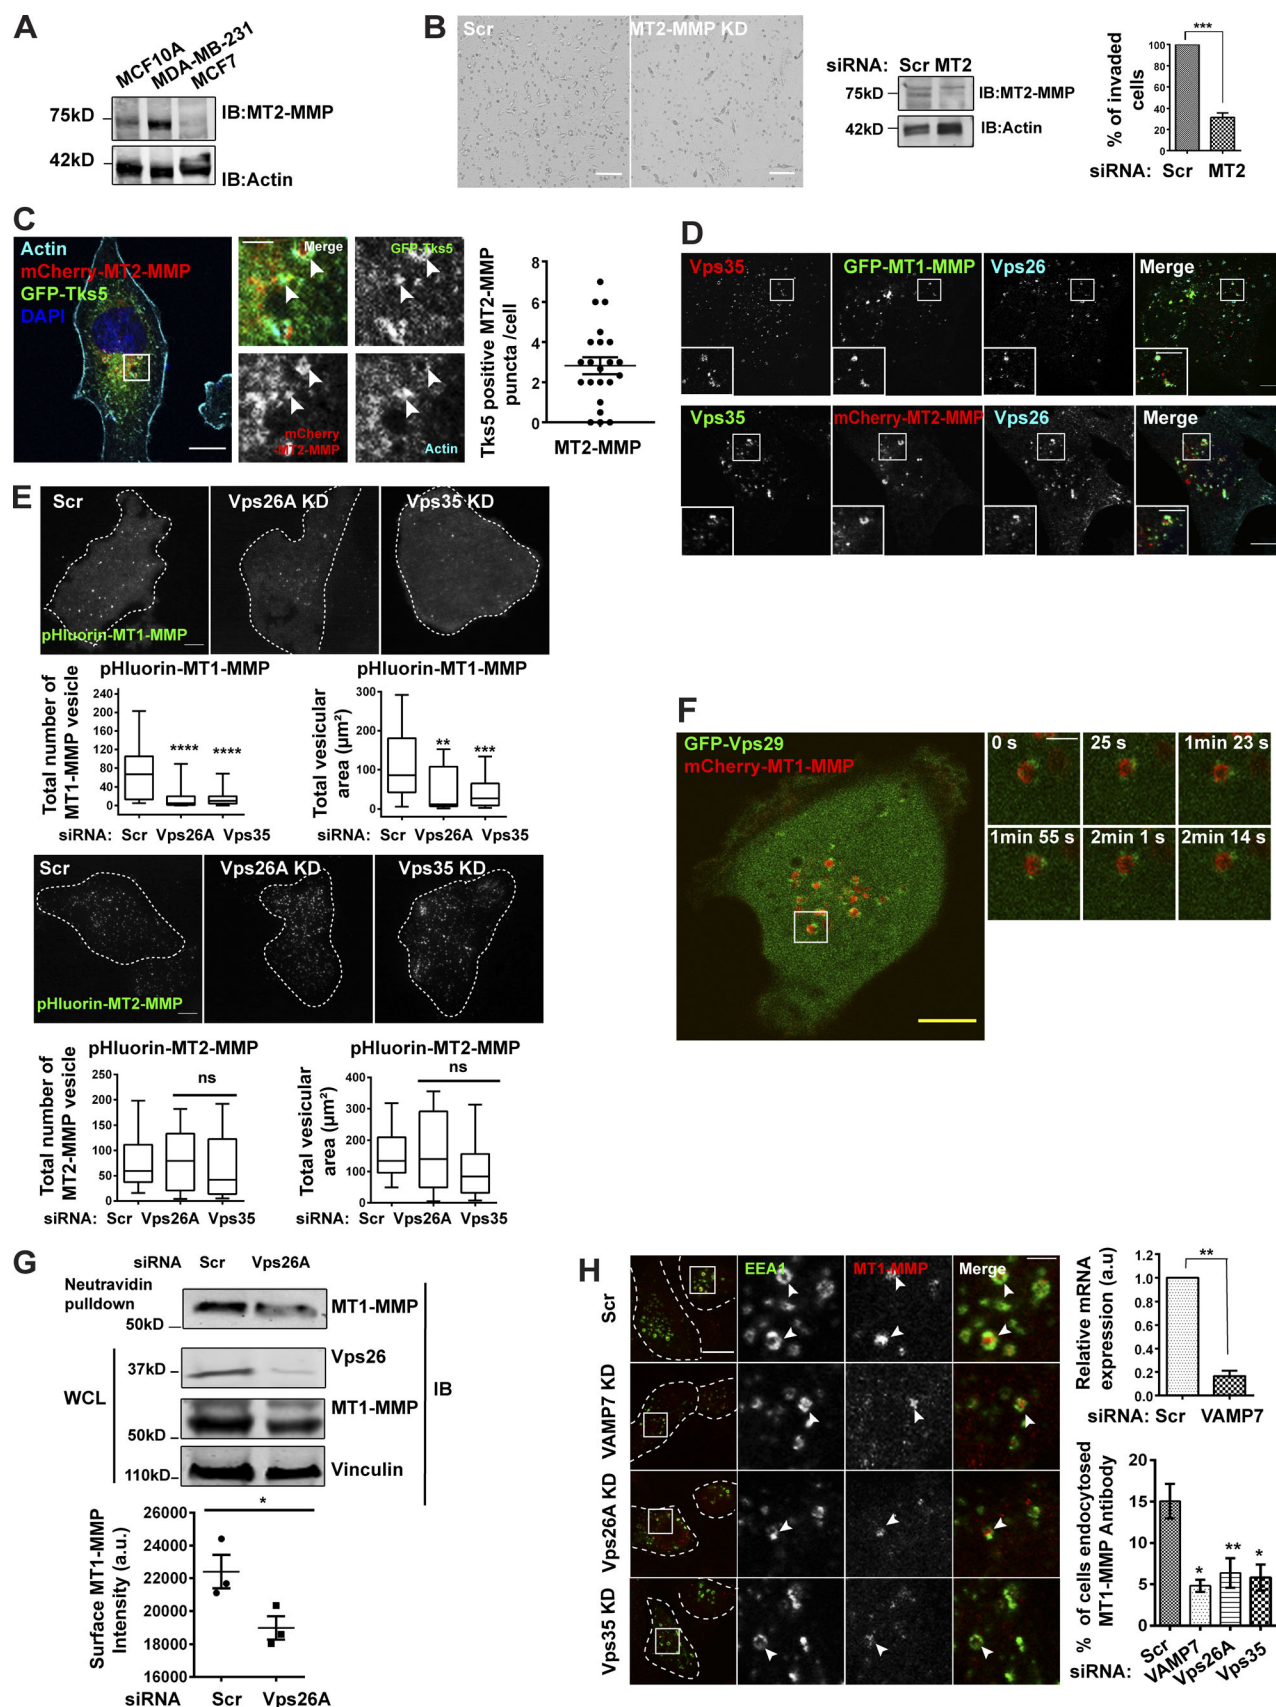 A
MCF10A
MDA-MB-231
MCF7
75kD
IB:MT2-MMP
42kD
IB:Actin
B
Scr
MT2-MMP KD
siRNA: Scr MT2
75kD
IB:MT2-MMP
42kD
IB:Actin
***
% of invaded cells
100
80
60
40
20
0
siRNA: Scr MT2
C
Actin
mCherry-MT2-MMP
GFP-Tks5
DAPI
Merge
GFP-Tks5
mCherry
-MT2-MMP
Actin
Tks5 positive MT2-MMP
puncta /cell
8
6
4
2
0
MT2-MMP
D
Vps35
GFP-MT1-MMP
Vps26
Merge
Vps35
mCherry-MT2-MMP
Vps26
Merge
E
Scr
Vps26A KD
Vps35 KD
pHluorin-MT1-MMP
pHluorin-MT1-MMP
Total number of
MT1-MMP vesicle
240
200
160
120
80
40
0
**** ****
siRNA: Scr Vps26A Vps35
pHluorin-MT1-MMP
Total vesicular
area (µm²)
300
200
100
0
** ***
siRNA: Scr Vps26A Vps35
Scr
Vps26A KD
Vps35 KD
pHluorin-MT2-MMP
pHluorin-MT2-MMP
Total number of
MT2-MMP vesicle
250
200
150
100
50
0
ns
siRNA: Scr Vps26A Vps35
pHluorin-MT2-MMP
Total vesicular
area (µm²)
400
300
200
100
0
ns
siRNA: Scr Vps26A Vps35
F
GFP-Vps29
mCherry-MT1-MMP
0 s
25 s
1min 23 s
1min 55 s
2min 1 s
2min 14 s
G
siRNA Scr Vps26A
Neutravidin
pulldown
50kD
MT1-MMP
WCL
37kD
Vps26
50kD
MT1-MMP
110kD
Vinculin
IB
Surface MT1-MMP
Intensity (a.u.)
26000
24000
22000
20000
18000
16000
*
siRNA Scr Vps26A
H
EEA1
MT1-MMP
Merge
Scr
VAMP7 KD
Vps26A KD
Vps35 KD
Relative mRNA
expression (a.u)
1.2
1.0
0.8
0.6
0.4
0.2
0
**
siRNA: Scr VAMP7
% of cells endocytosed
MT1-MMP Antibody
20
15
10
5
0
* ** *
siRNA: Scr VAMP7 Vps26A Vps35